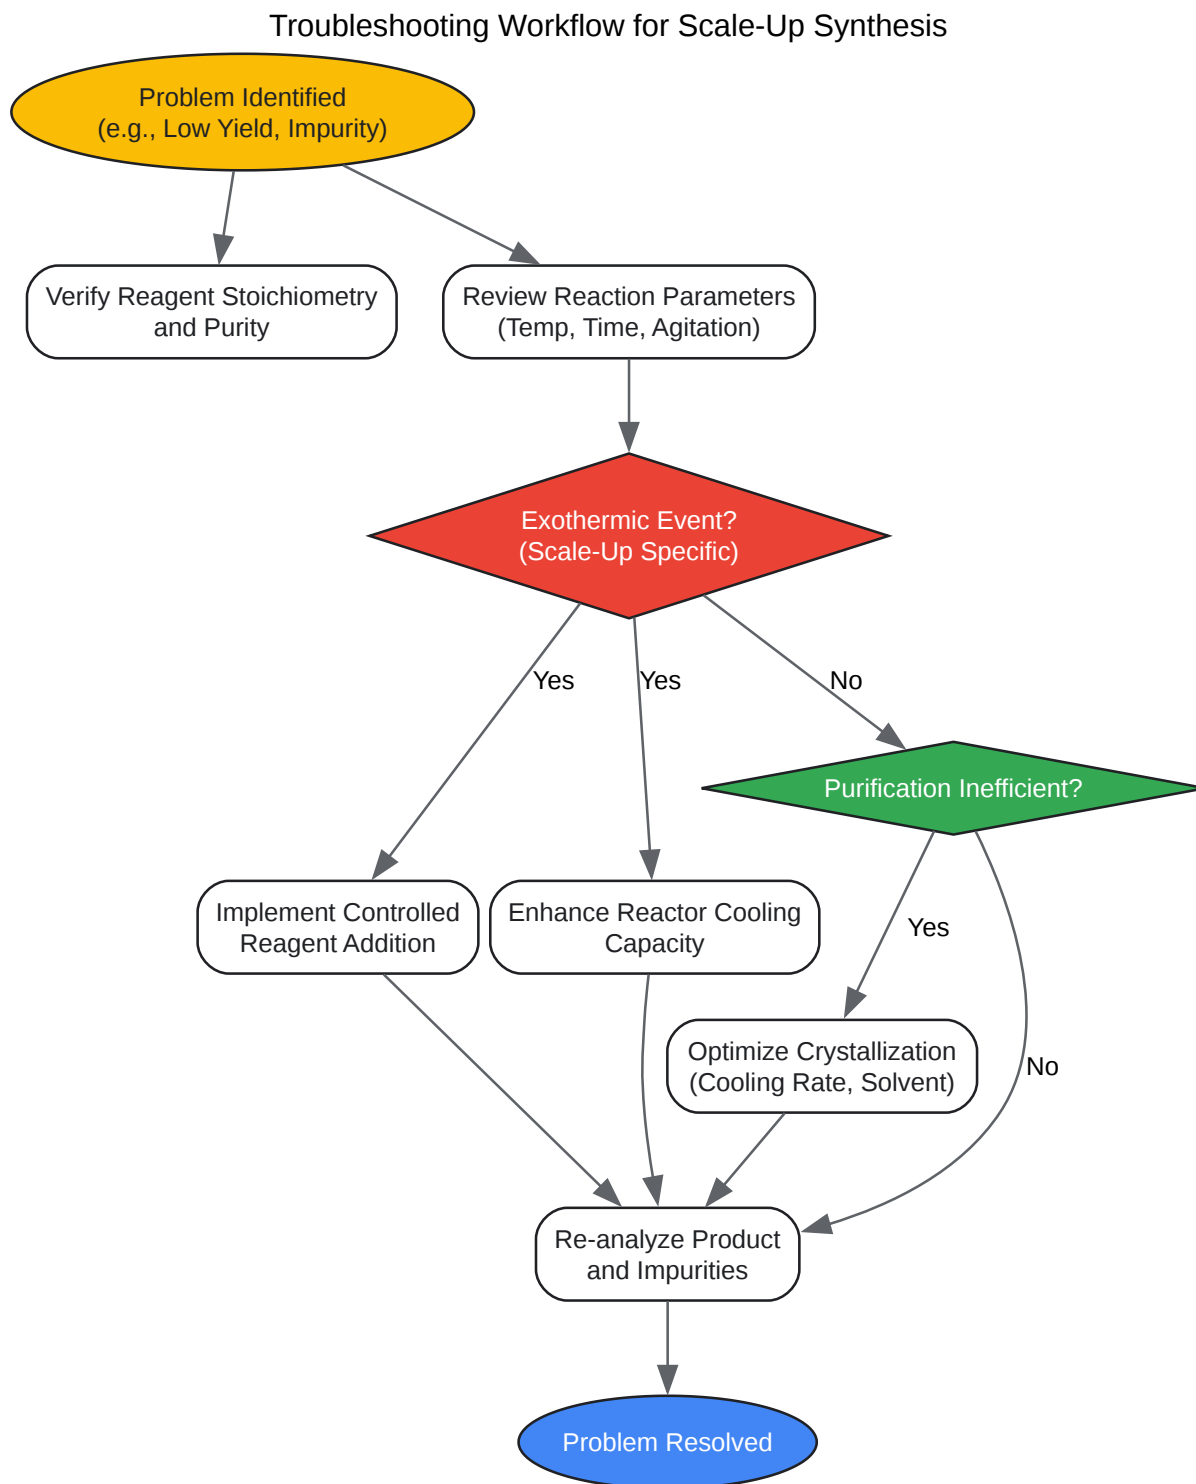 Troubleshooting Workflow for Scale-Up Synthesis
Problem Identified
(e.g., Low Yield, Impurity)
Verify Reagent Stoichiometry
and Purity
Review Reaction Parameters
(Temp, Time, Agitation)
Exothermic Event?
(Scale-Up Specific)
Yes
Yes
No
Purification Inefficient?
Implement Controlled
Reagent Addition
Enhance Reactor Cooling
Capacity
Yes
Optimize Crystallization
(Cooling Rate, Solvent)
No
Re-analyze Product
and Impurities
Problem Resolved